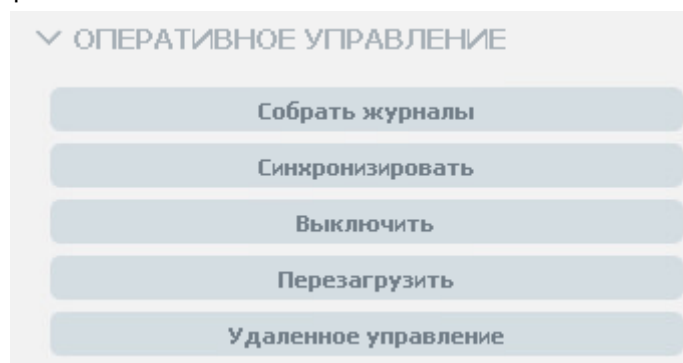 ОПЕРАТИВНОЕ УПРАВЛЕНИЕ
Собрать журналы
Синхронизировать
Выключить
Перезагрузить
Удаленное управление